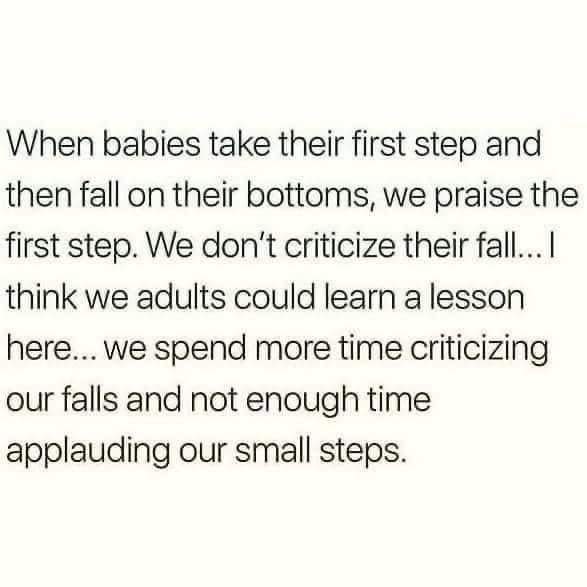 When babies take their first step and
then fall on their bottoms, we praise the
first step. We don't criticize their fall... I
think we adults could learn a lesson
here... we spend more time criticizing
our falls and not enough time
applauding our small steps.